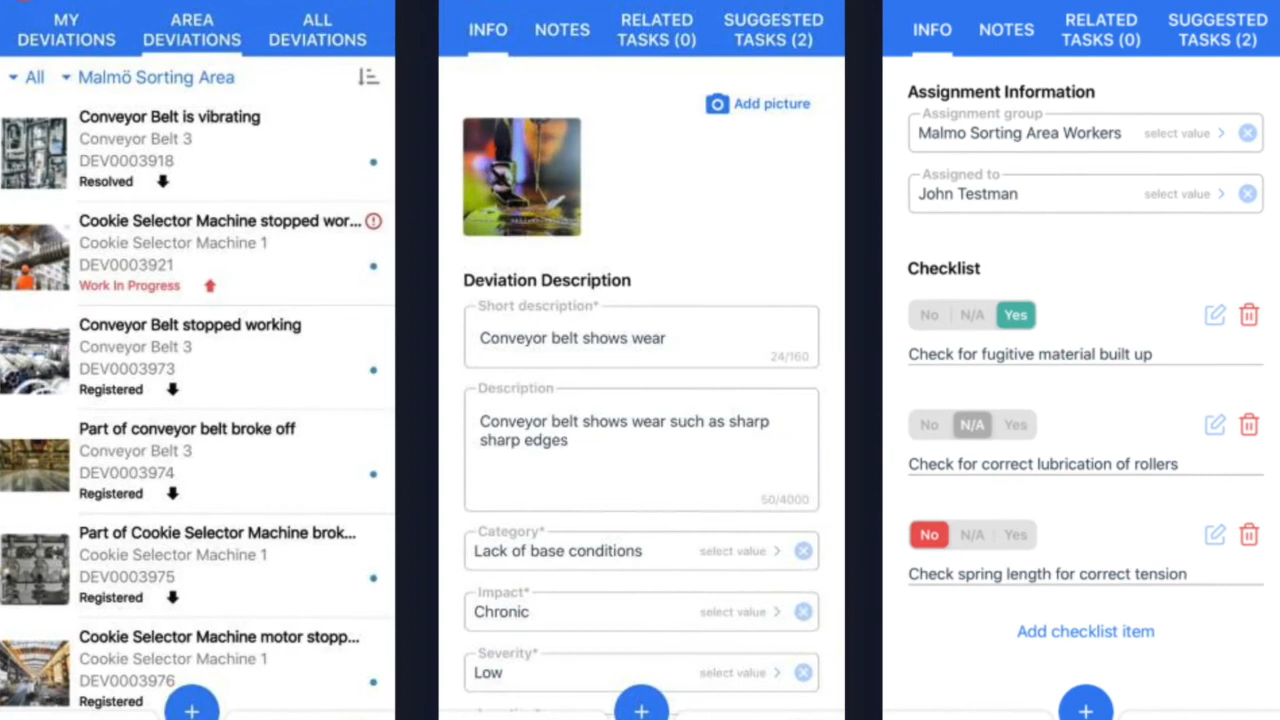 MY
DEVIATIONS
AREA
DEVIATIONS
ALL
DEVIATIONS
All
Malmö Sorting Area
Conveyor Belt is vibrating
Conveyor Belt 3
DEV0003918
Resolved
Cookie Selector Machine stopped wor...
Cookie Selector Machine 1
DEV0003921
Work In Progress
Conveyor Belt stopped working
Conveyor Belt 3
DEV0003973
Registered
Part of conveyor belt broke off
Conveyor Belt 3
DEV0003974
Registered
Part of Cookie Selector Machine brok...
Cookie Selector Machine 1
DEV0003975
Registered
Cookie Selector Machine motor stopp...
Cookie Selector Machine 1
DEV0003976
Registered
INFO
NOTES
RELATED
TASKS (0)
SUGGESTED
TASKS (2)
Add picture
Deviation Description
Short description*
Conveyor belt shows wear
24/160
Description
Conveyor belt shows wear such as sharp
sharp edges
50/4000
Category*
Lack of base conditions
select value
Impact*
Chronic
select value
Severity*
Low
select value
INFO
NOTES
RELATED
TASKS (0)
SUGGESTED
TASKS (2)
Assignment Information
Assignment group
Malmo Sorting Area Workers
select value
Assigned to
John Testman
select value
Checklist
No N/A Yes
Check for fugitive material built up
No N/A Yes
Check for correct lubrication of rollers
No N/A Yes
Check spring length for correct tension
Add checklist item